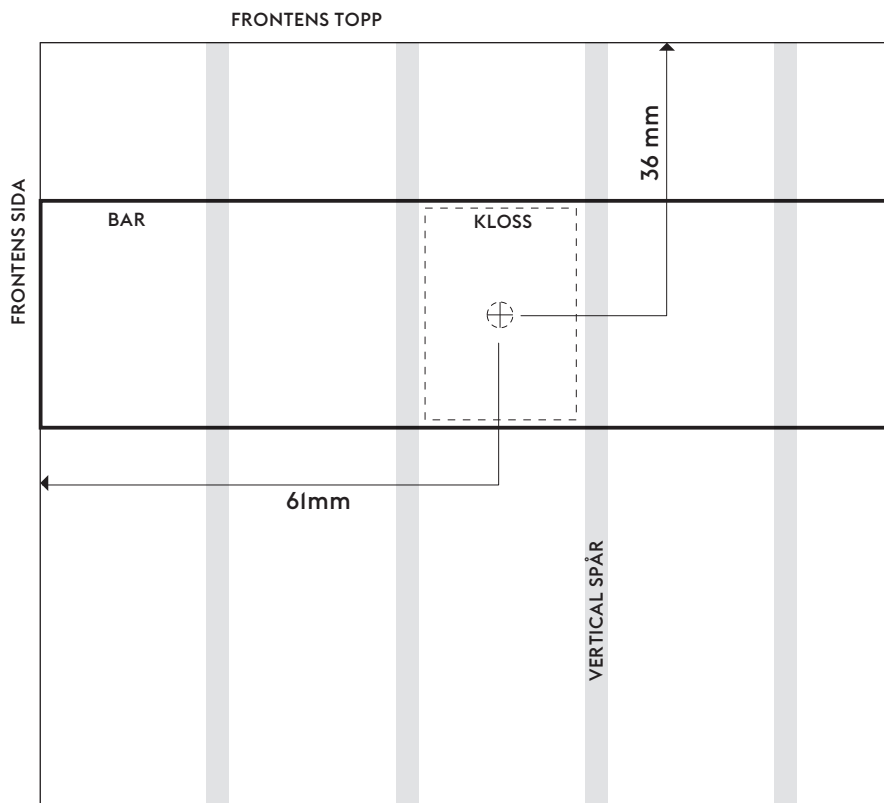 FRONTENS TOPP
36 mm
FRONTENS SIDA
BAR
KLOSS
61mm
VERTICAL SPÅR